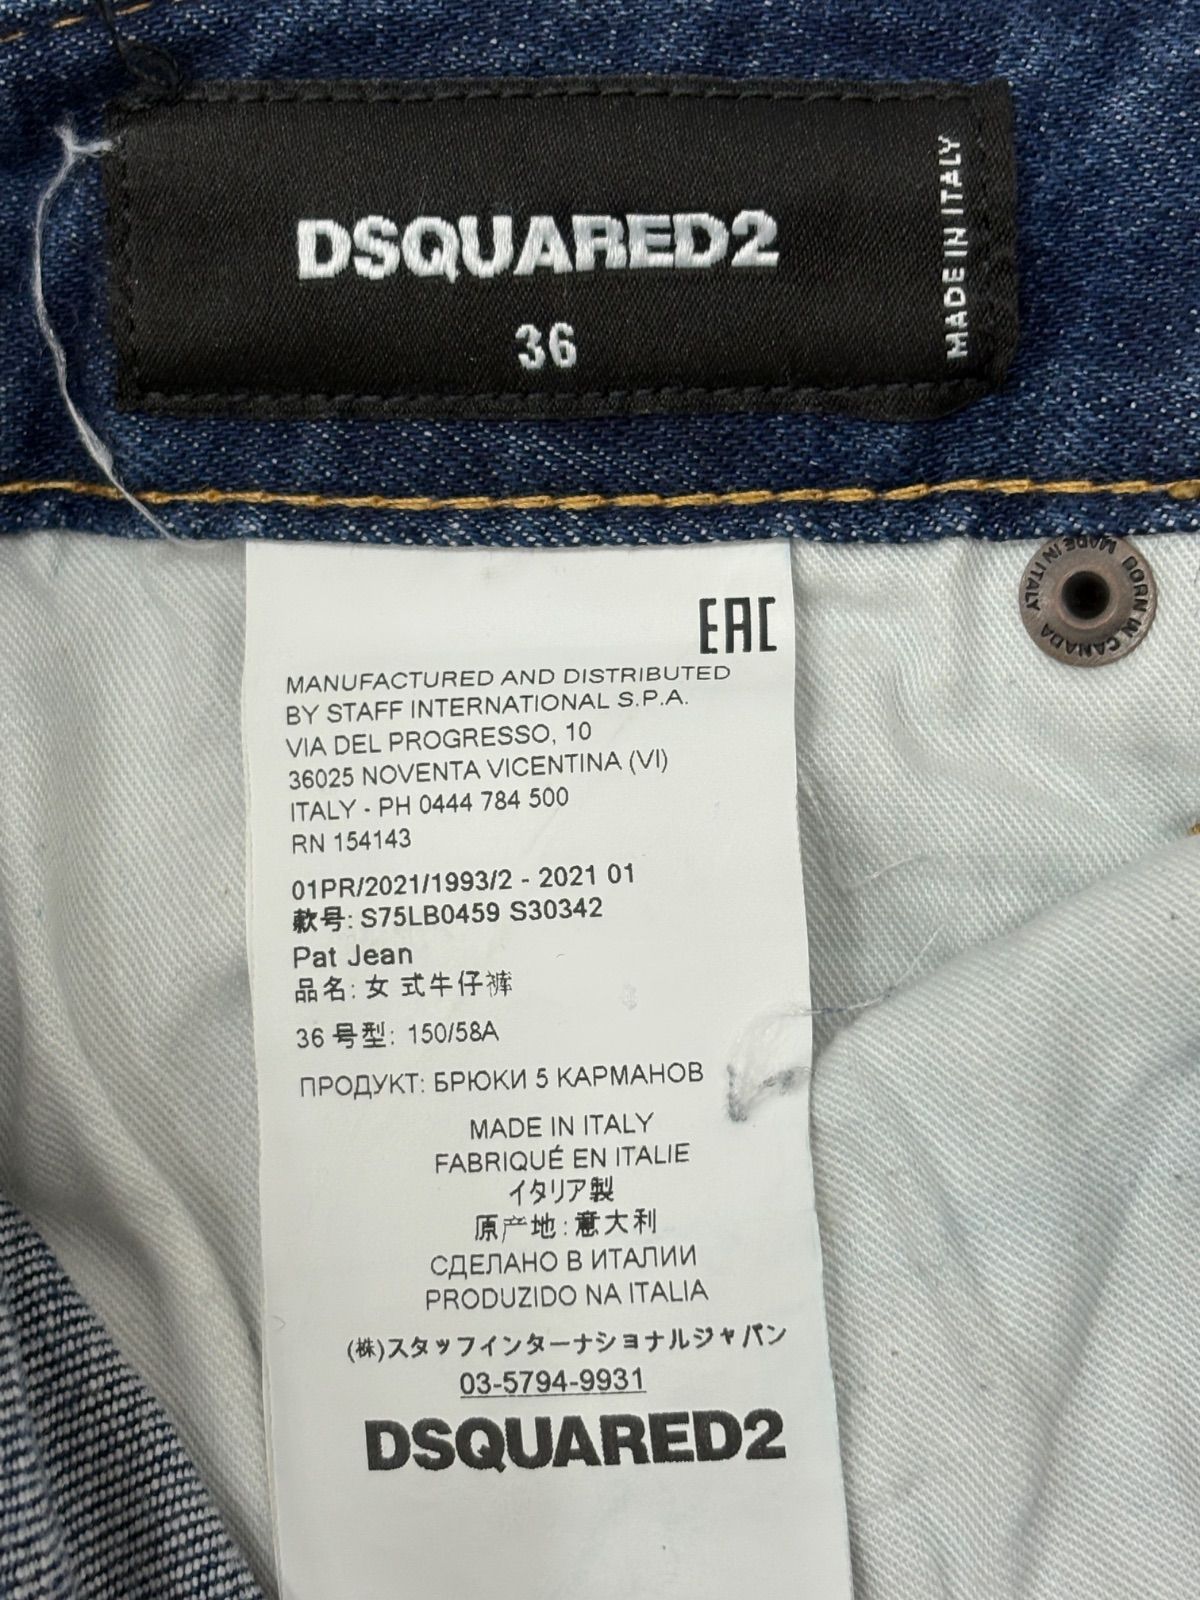 DSQUARED2
36
MADE IN ITALY
MADE IN ITALY BORN IN CANADA
EAC
MANUFACTURED AND DISTRIBUTED
BY STAFF INTERNATIONAL S.P.A.
VIA DEL PROGRESSO, 10
36025 NOVENTA VICENTINA (VI)
ITALY - PH 0444 784 500
RN 154143
01PR/2021/1993/2 - 2021 01
款号: S75LB0459 S30342
Pat Jean
品名: 女 式牛仔裤
36 号型: 150/58A
ПРОДУКТ: БРЮКИ 5 КАРМАНОВ
MADE IN ITALY
FABRIQUÉ EN ITALIE
イタリア製
原产地:意大利
СДЕЛАНО В ИТАЛИИ
PRODUZIDO NA ITALIA
(株)スタッフインターナショナルジャパン
03-5794-9931
DSQUARED2